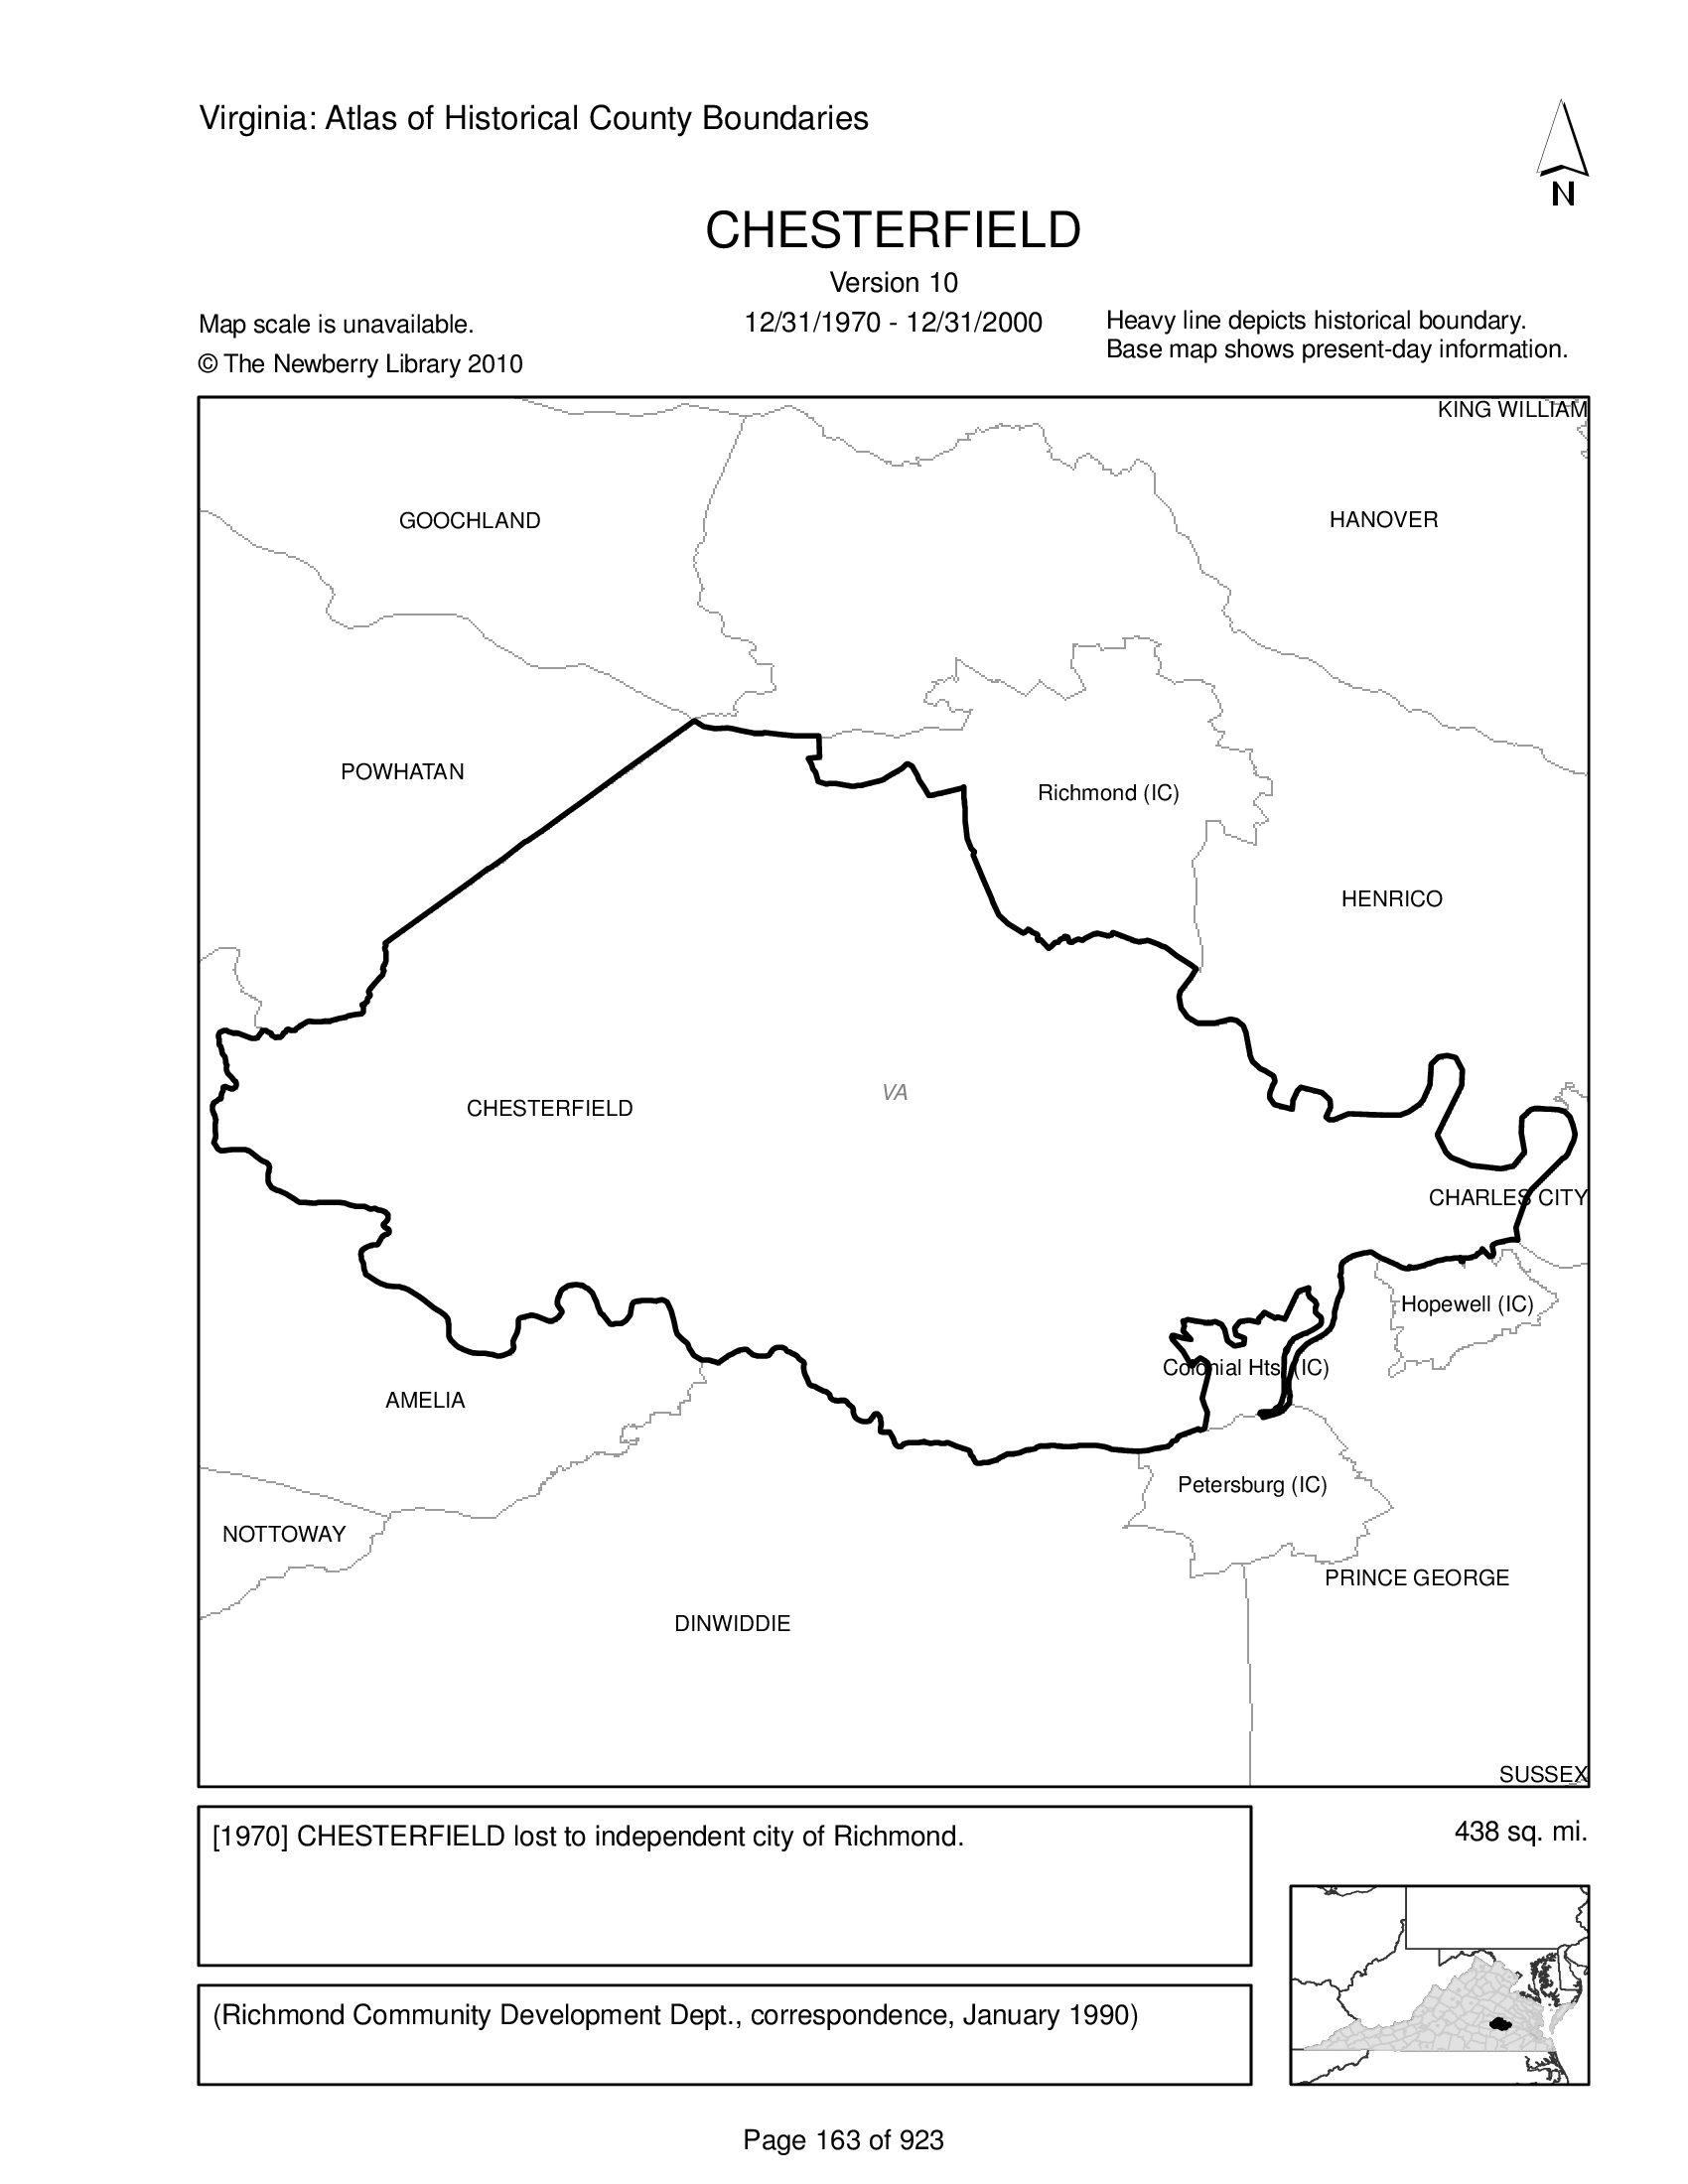 Virginia: Atlas of Historical County Boundaries
N
CHESTERFIELD
Version 10
12/31/1970 - 12/31/2000
Map scale is unavailable.
© The Newberry Library 2010
Heavy line depicts historical boundary.
Base map shows present-day information.
KING WILLIAM
GOOCHLAND
HANOVER
POWHATAN
Richmond (IC)
HENRICO
VA
CHESTERFIELD
CHARLES CITY
Hopewell (IC)
Colonial Hts. (IC)
AMELIA
Petersburg (IC)
NOTTOWAY
PRINCE GEORGE
DINWIDDIE
SUSSEX
[1970] CHESTERFIELD lost to independent city of Richmond.
438 sq. mi.
(Richmond Community Development Dept., correspondence, January 1990)
Page 163 of 923